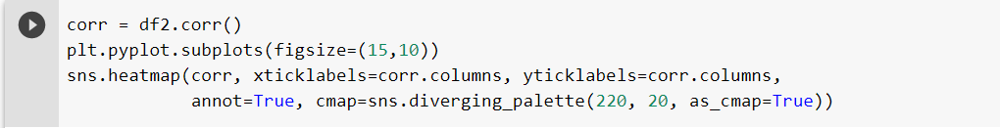 corr = df2.corr()
plt.pyplot.subplots(figsize=(15,10))
sns.heatmap(corr, xticklabels=corr.columns, yticklabels=corr.columns,
            annot=True, cmap=sns.diverging_palette(220, 20, as_cmap=True))